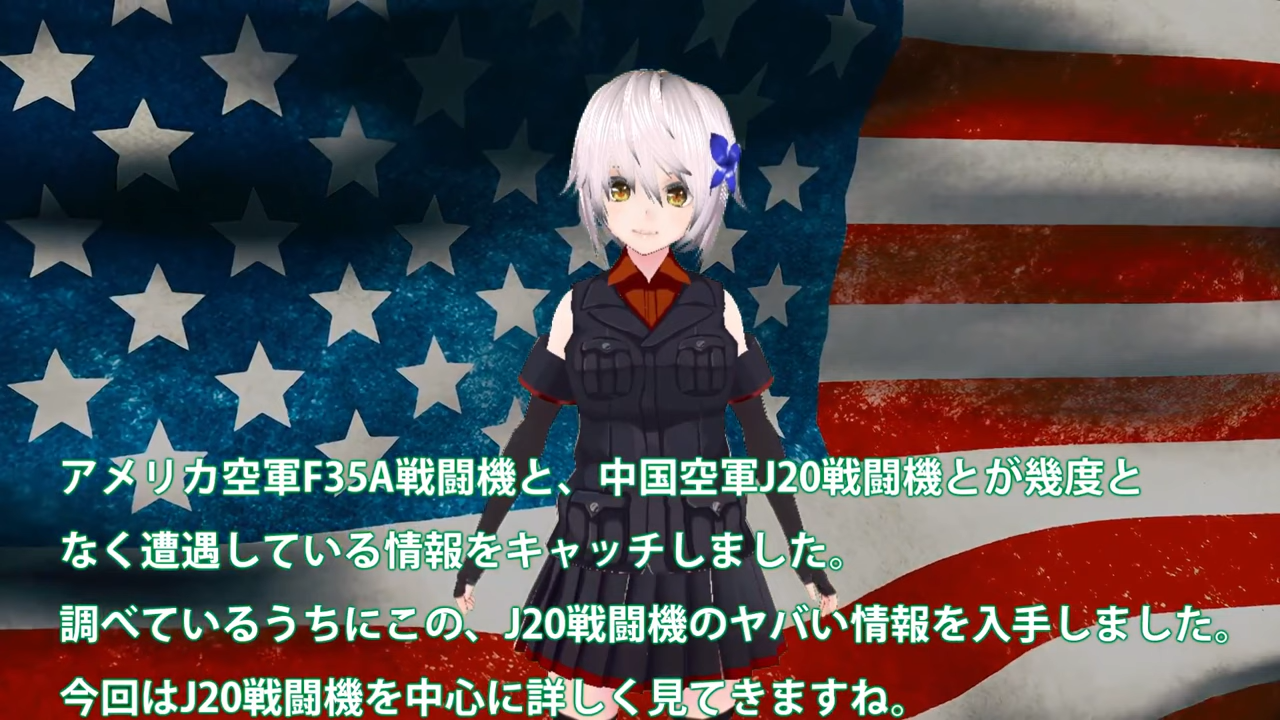 アメリカ空軍F35A戦闘機と、中国空軍J20戦闘機とが幾度と
なく遭遇している情報をキャッチしました。
調べているうちにこの、J20戦闘機のヤバい情報を入手しました。
今回はJ20戦闘機を中心に詳しく見てきますね。